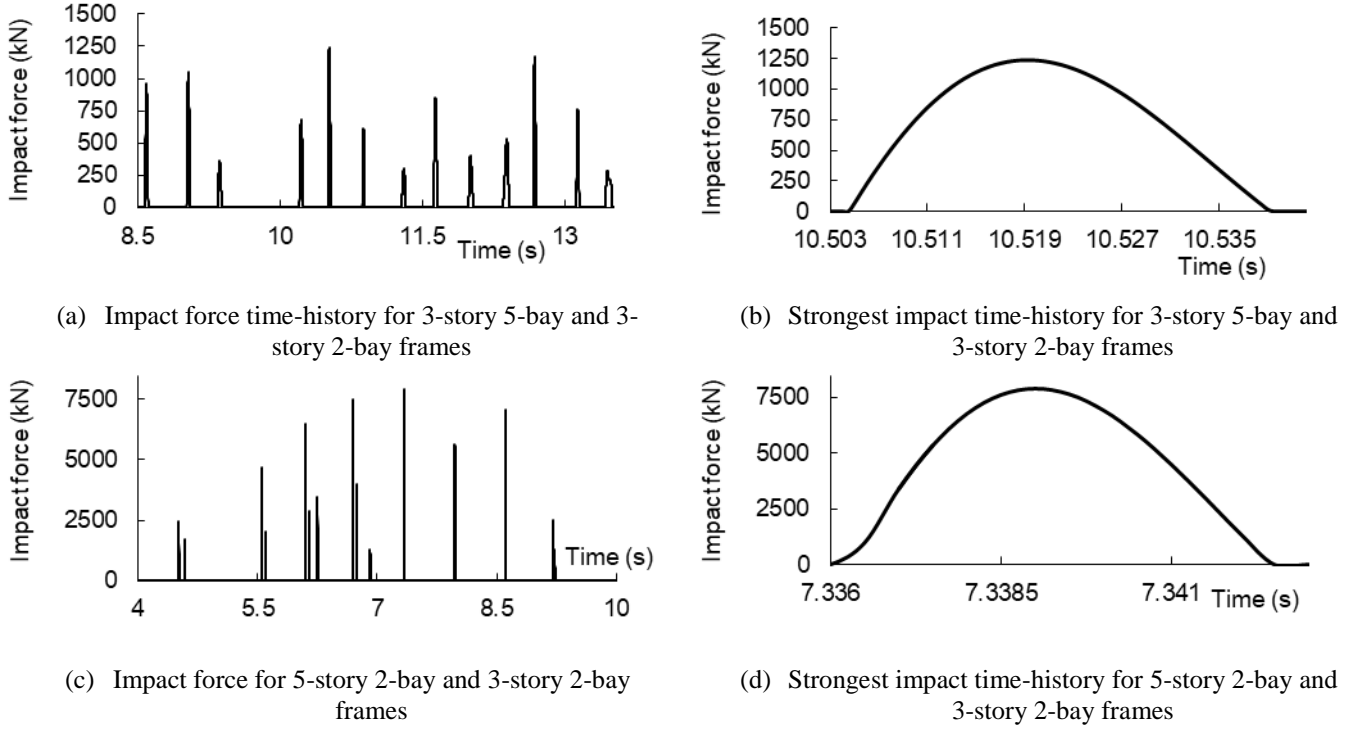 Impact force (kN)
1500
1250
1000
750
500
250
0
8.5 10 11.5 13
Time (s)
(a) Impact force time-history for 3-story 5-bay and 3-
story 2-bay frames
Impact force (kN)
1500
1250
1000
750
500
250
0
10.503 10.511 10.519 10.527 10.535
Time (s)
(b) Strongest impact time-history for 3-story 5-bay and
3-story 2-bay frames
Impact force (kN)
7500
5000
2500
0
Time (s)
4 5.5 7 8.5 10
(c) Impact force for 5-story 2-bay and 3-story 2-bay
frames
Impact force (kN)
7500
5000
2500
0
7.336 7.3385 7.341 Time (s)
(d) Strongest impact time-history for 5-story 2-bay and
3-story 2-bay frames